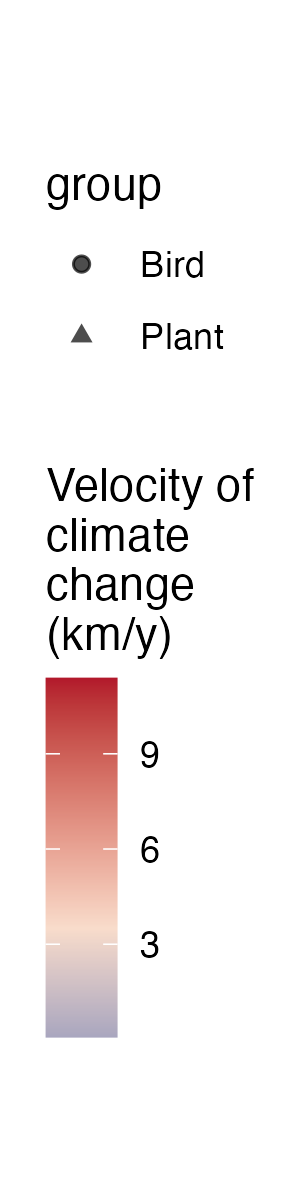 group
Bird
Plant
Velocity of
climate
change
(km/y)
9
6
3